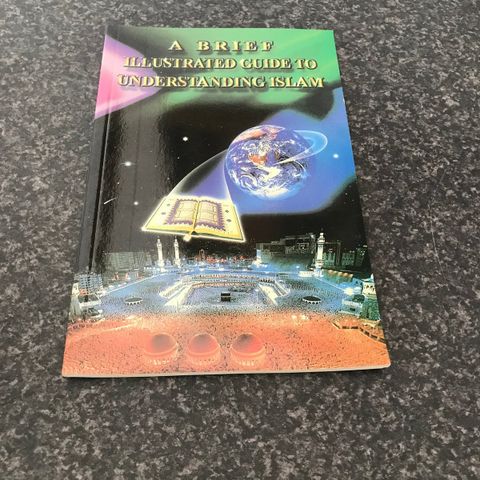 A BRIEF
ILLUSTRATED GUIDE TO
UNDERSTANDING ISLAM